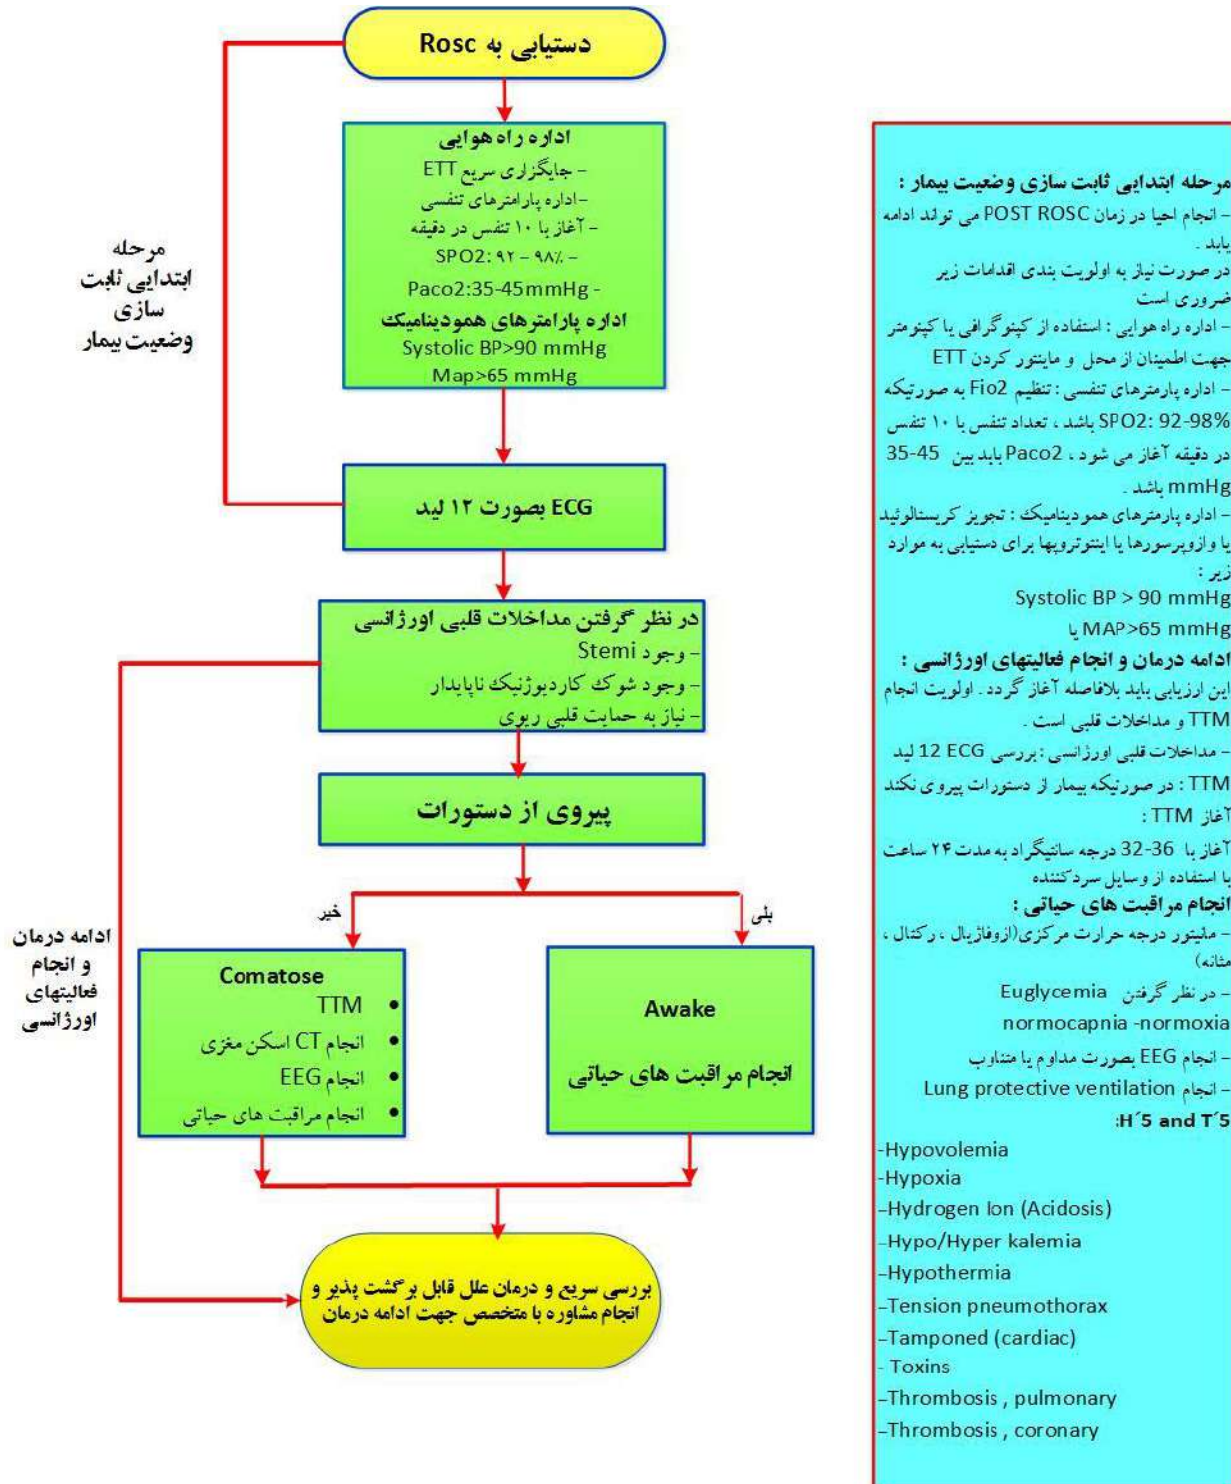 دستیابی به Rosc
اداره راه هوایی
- جایگزاری سریع ETT
-اداره پارامترهای تنفسی
- آغاز با ۱۰ تنفس در دقیقه
- SPO2: ۹۲ - ۹۸٪
- Paco2:35-45mmHg
اداره پارامترهای همودینامیک
Systolic BP>90 mmHg
Map>65 mmHg
مرحله
ابتدایی ثابت
سازی
وضعیت بیمار
ECG بصورت ۱۲ لید
در نظر گرفتن مداخلات قلبی اورژانسی
- وجود Stemi
- وجود شوک کاردیوژنیک ناپایدار
- نیاز به حمایت قلبی ریوی
پیروی از دستورات
خیر
بلی
ادامه درمان
و انجام
فعالیتهای
اورژانسی
Comatose
• TTM
• انجام CT اسکن مغزی
• انجام EEG
• انجام مراقبت های حیاتی
Awake
انجام مراقبت های حیاتی
بررسی سریع و درمان علل قابل برگشت پذیر و
انجام مشاوره با متخصص جهت ادامه درمان
مرحله ابتدایی ثابت سازی وضعیت بیمار :
- انجام احیا در زمان POST ROSC می تواند ادامه
یابد .
در صورت نیاز به اولویت بندی اقدامات زیر
ضروری است
- اداره راه هوایی : استفاده از کپنوگرافی یا کپنومتر
جهت اطمینان از محل و ماینتور کردن ETT
- اداره پارمترهای تنفسی : تنظیم Fio2 به صورتیکه
SPO2: 92-98% باشد ، تعداد تنفس با ۱۰ تنفس
در دقیقه آغاز می شود ، Paco2 باید بین 35-45
mmHg باشد .
- اداره پارمترهای همودینامیک : تجویز کریستالوئید
یا وازوپرسورها یا اینتوتروپها برای دستیابی به موارد
زیر :
Systolic BP > 90 mmHg
یا MAP>65 mmHg
ادامه درمان و انجام فعالیتهای اورژانسی :
این ارزیابی باید بلافاصله آغاز گردد . اولویت انجام
TTM و مداخلات قلبی است .
- مداخلات قلبی اورژانسی : بررسی ECG 12 لید
TTM : در صورتیکه بیمار از دستورات پیروی نکند
آغاز TTM :
آغاز با 32-36 درجه سانتیگراد به مدت ۲۴ ساعت
با استفاده از وسایل سردکننده
انجام مراقبت های حیاتی :
- مانیتور درجه حرارت مرکزی(ازوفاژیال ، رکتال ،
مثانه)
- در نظر گرفتن Euglycemia
normocapnia -normoxia
- انجام EEG بصورت مداوم یا متناوب
- انجام Lung protective ventilation
H´5 and T´5:
-Hypovolemia
-Hypoxia
-Hydrogen Ion (Acidosis)
-Hypo/Hyper kalemia
-Hypothermia
-Tension pneumothorax
-Tamponed (cardiac)
- Toxins
-Thrombosis , pulmonary
-Thrombosis , coronary